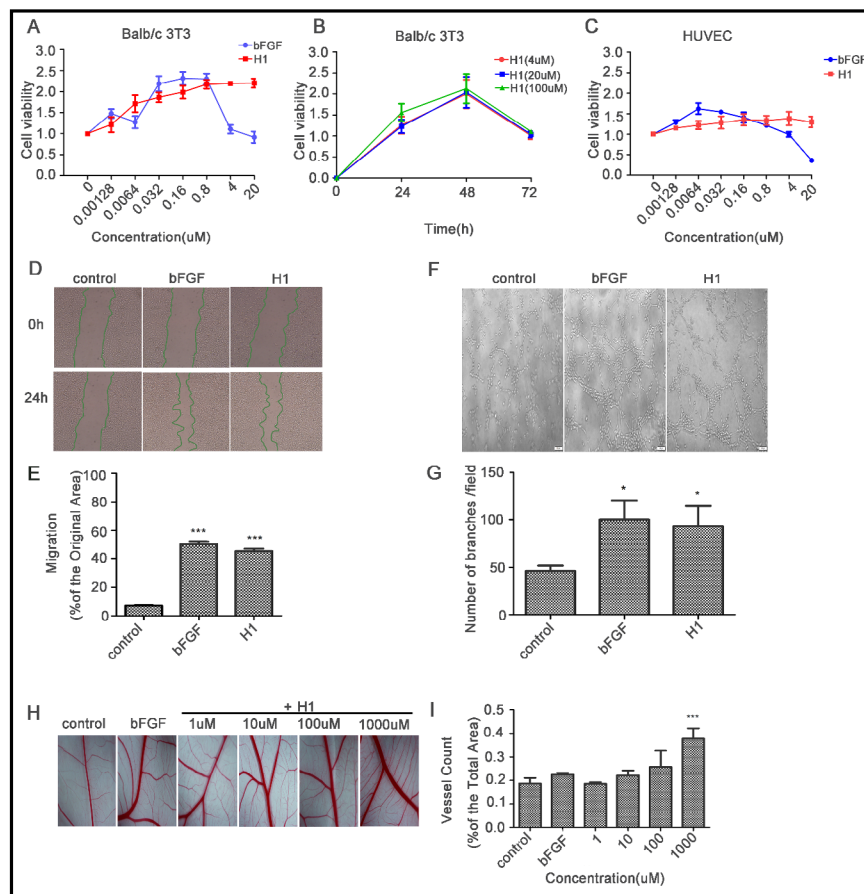 A
Balb/c 3T3
bFGF
H1
Cell viability
3.0
2.5
2.0
1.5
1.0
0.5
0.0
0
0.00128
0.0064
0.032
0.16
0.8
4
20
Concentration(uM)
B
Balb/c 3T3
H1(4uM)
H1(20uM)
H1(100uM)
Cell viability
3.0
2.5
2.0
1.5
1.0
0.5
0.0
0
24
48
72
Time(h)
C
HUVEC
bFGF
H1
Cell viability
3.0
2.5
2.0
1.5
1.0
0.5
0.0
0
0.00128
0.0064
0.032
0.16
0.8
4
20
Concentration(uM)
D
control bFGF H1
0h
24h
F
control bFGF H1
E
Migration
(%of the Original Area)
100
80
60
40
20
0
***
***
control
bFGF
H1
G
Number of branches /field
150
100
50
0
*
*
control
bFGF
H1
H
+ H1
control bFGF 1uM 10uM 100uM 1000uM
I
Vessel Count
(%of the Total Area)
0.5
0.4
0.3
0.2
0.1
0.0
***
control
bFGF
1
10
100
1000
Concentration(uM)